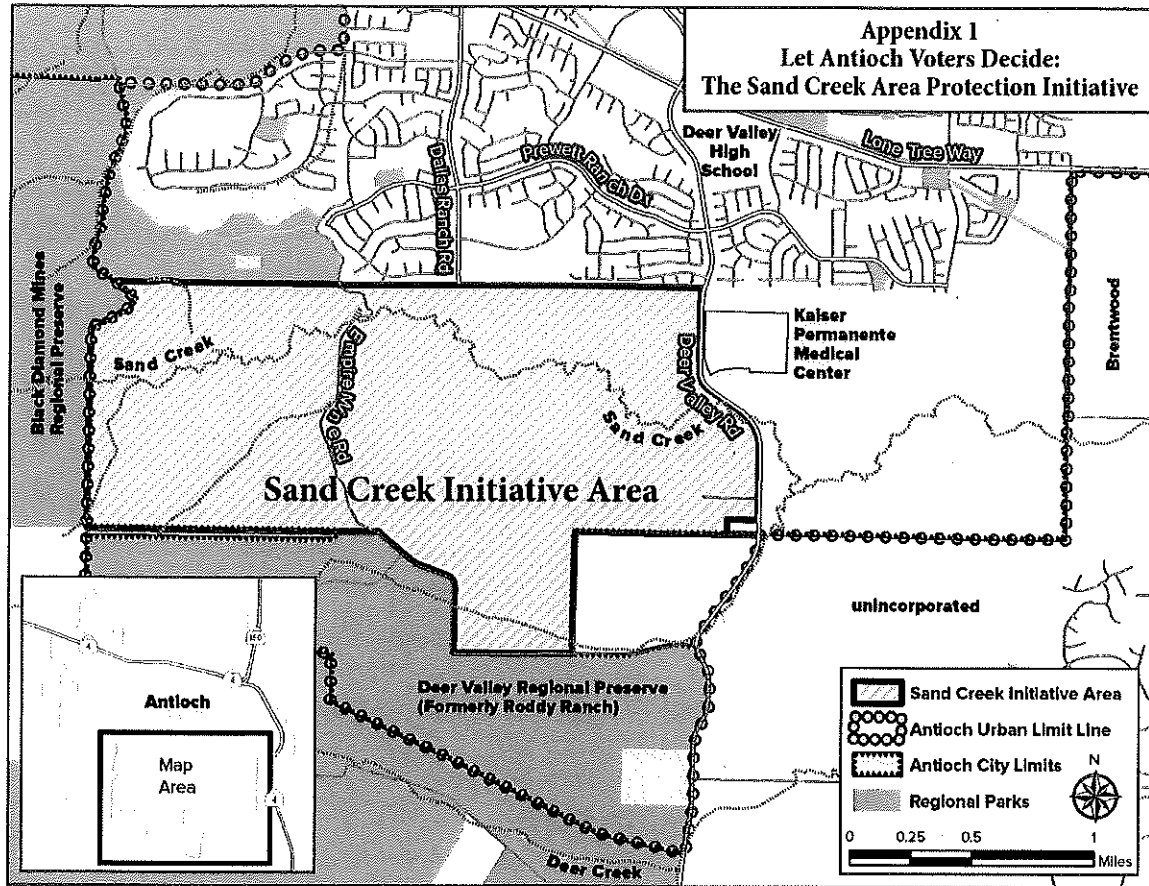 Appendix 1
Let Antioch Voters Decide:
The Sand Creek Area Protection Initiative
Deer Valley
High
School
Lone Tree Way
Prewett Ranch Dr
Dallas Ranch Rd
Black Diamond Mines
Regional Preserve
Sand Creek
Empire Mine Rd
Deer Valley Rd
Sand Creek
Kaiser
Permanente
Medical
Center
Brentwood
Sand Creek Initiative Area
unincorporated
Deer Valley Regional Preserve
(Formerly Roddy Ranch)
Deer Creek
4
160
4
Antioch
Map
Area
4
Sand Creek Initiative Area
Antioch Urban Limit Line
Antioch City Limits
Regional Parks
N
0 0.25 0.5 1
Miles